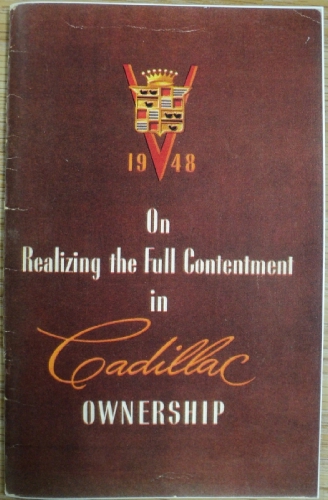 1948
On
Realizing the Full Contentment
in
Cadillac
OWNERSHIP